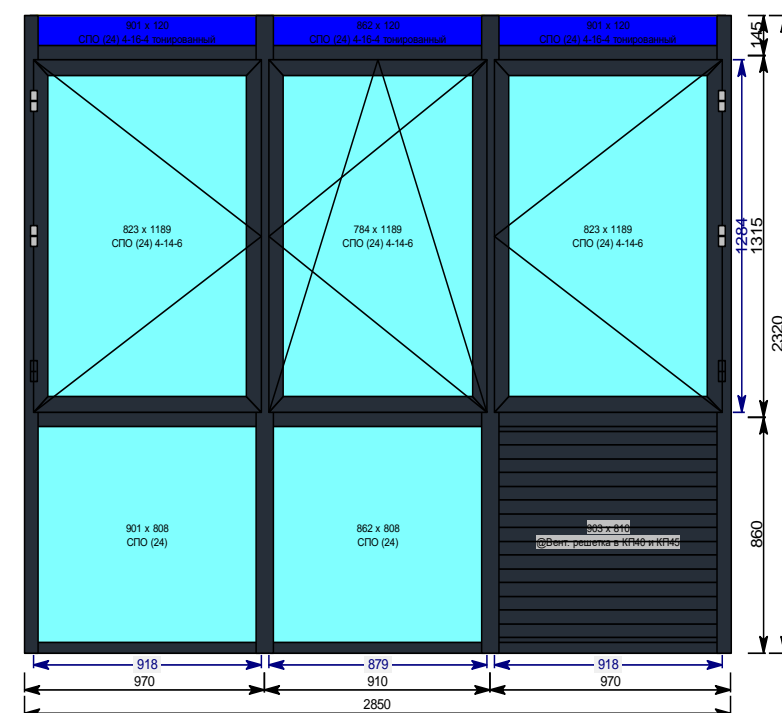 901 x 120
СПО (24) 4-16-4 тонированный
862 x 120
СПО (24) 4-16-4 тонированный
901 x 120
СПО (24) 4-16-4 тонированный
145
823 x 1189
СПО (24) 4-14-6
784 x 1189
СПО (24) 4-14-6
823 x 1189
СПО (24) 4-14-6
1284
1315
2320
901 x 808
СПО (24)
862 x 808
СПО (24)
903 x 810
@Вент. решетка в КП40 и КП45
860
918
879
918
970
910
970
2850